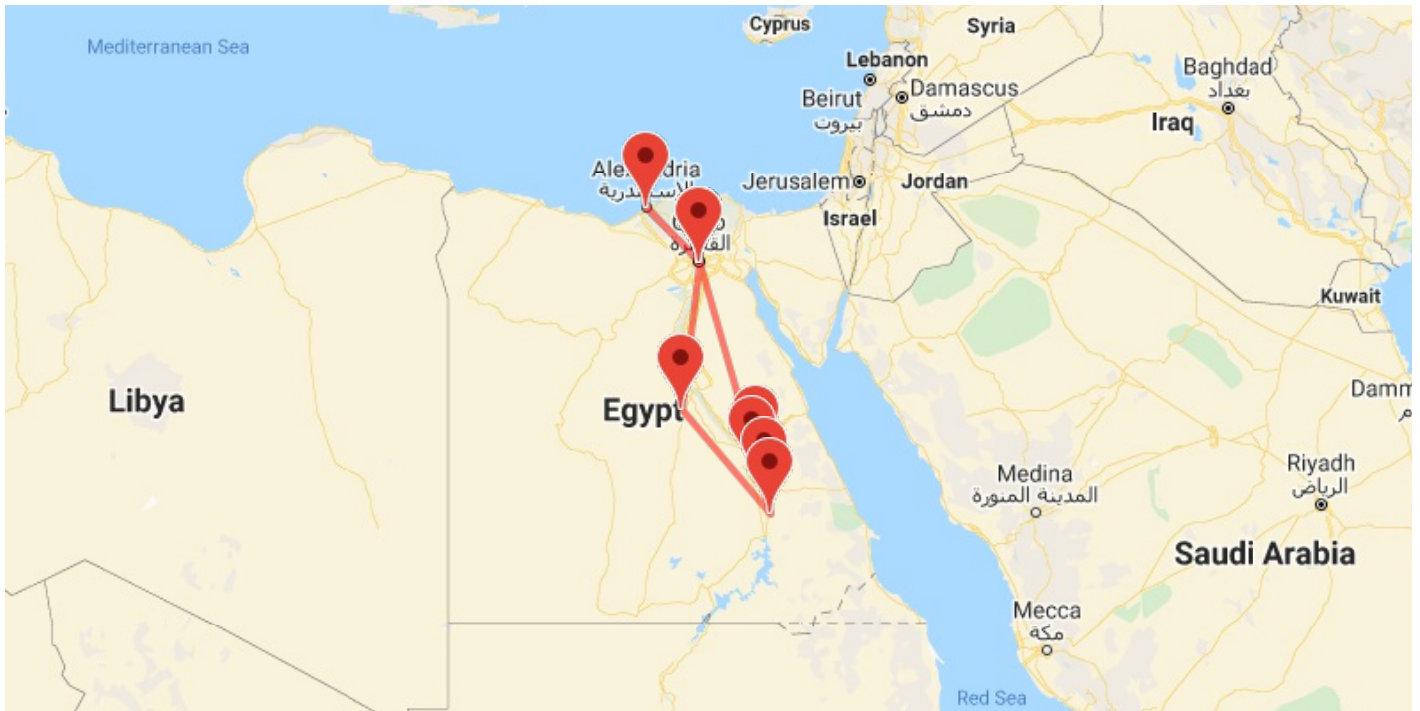 Mediterranean Sea
Cyprus
Syria
Lebanon
Beirut
بيروت
Damascus
دمشق
Baghdad
بغداد
Iraq
Jerusalem
Jordan
Israel
Kuwait
Libya
Egypt
Medina
المدينة المنورة
Riyadh
الرياض
Saudi Arabia
Mecca
مكة
Red Sea